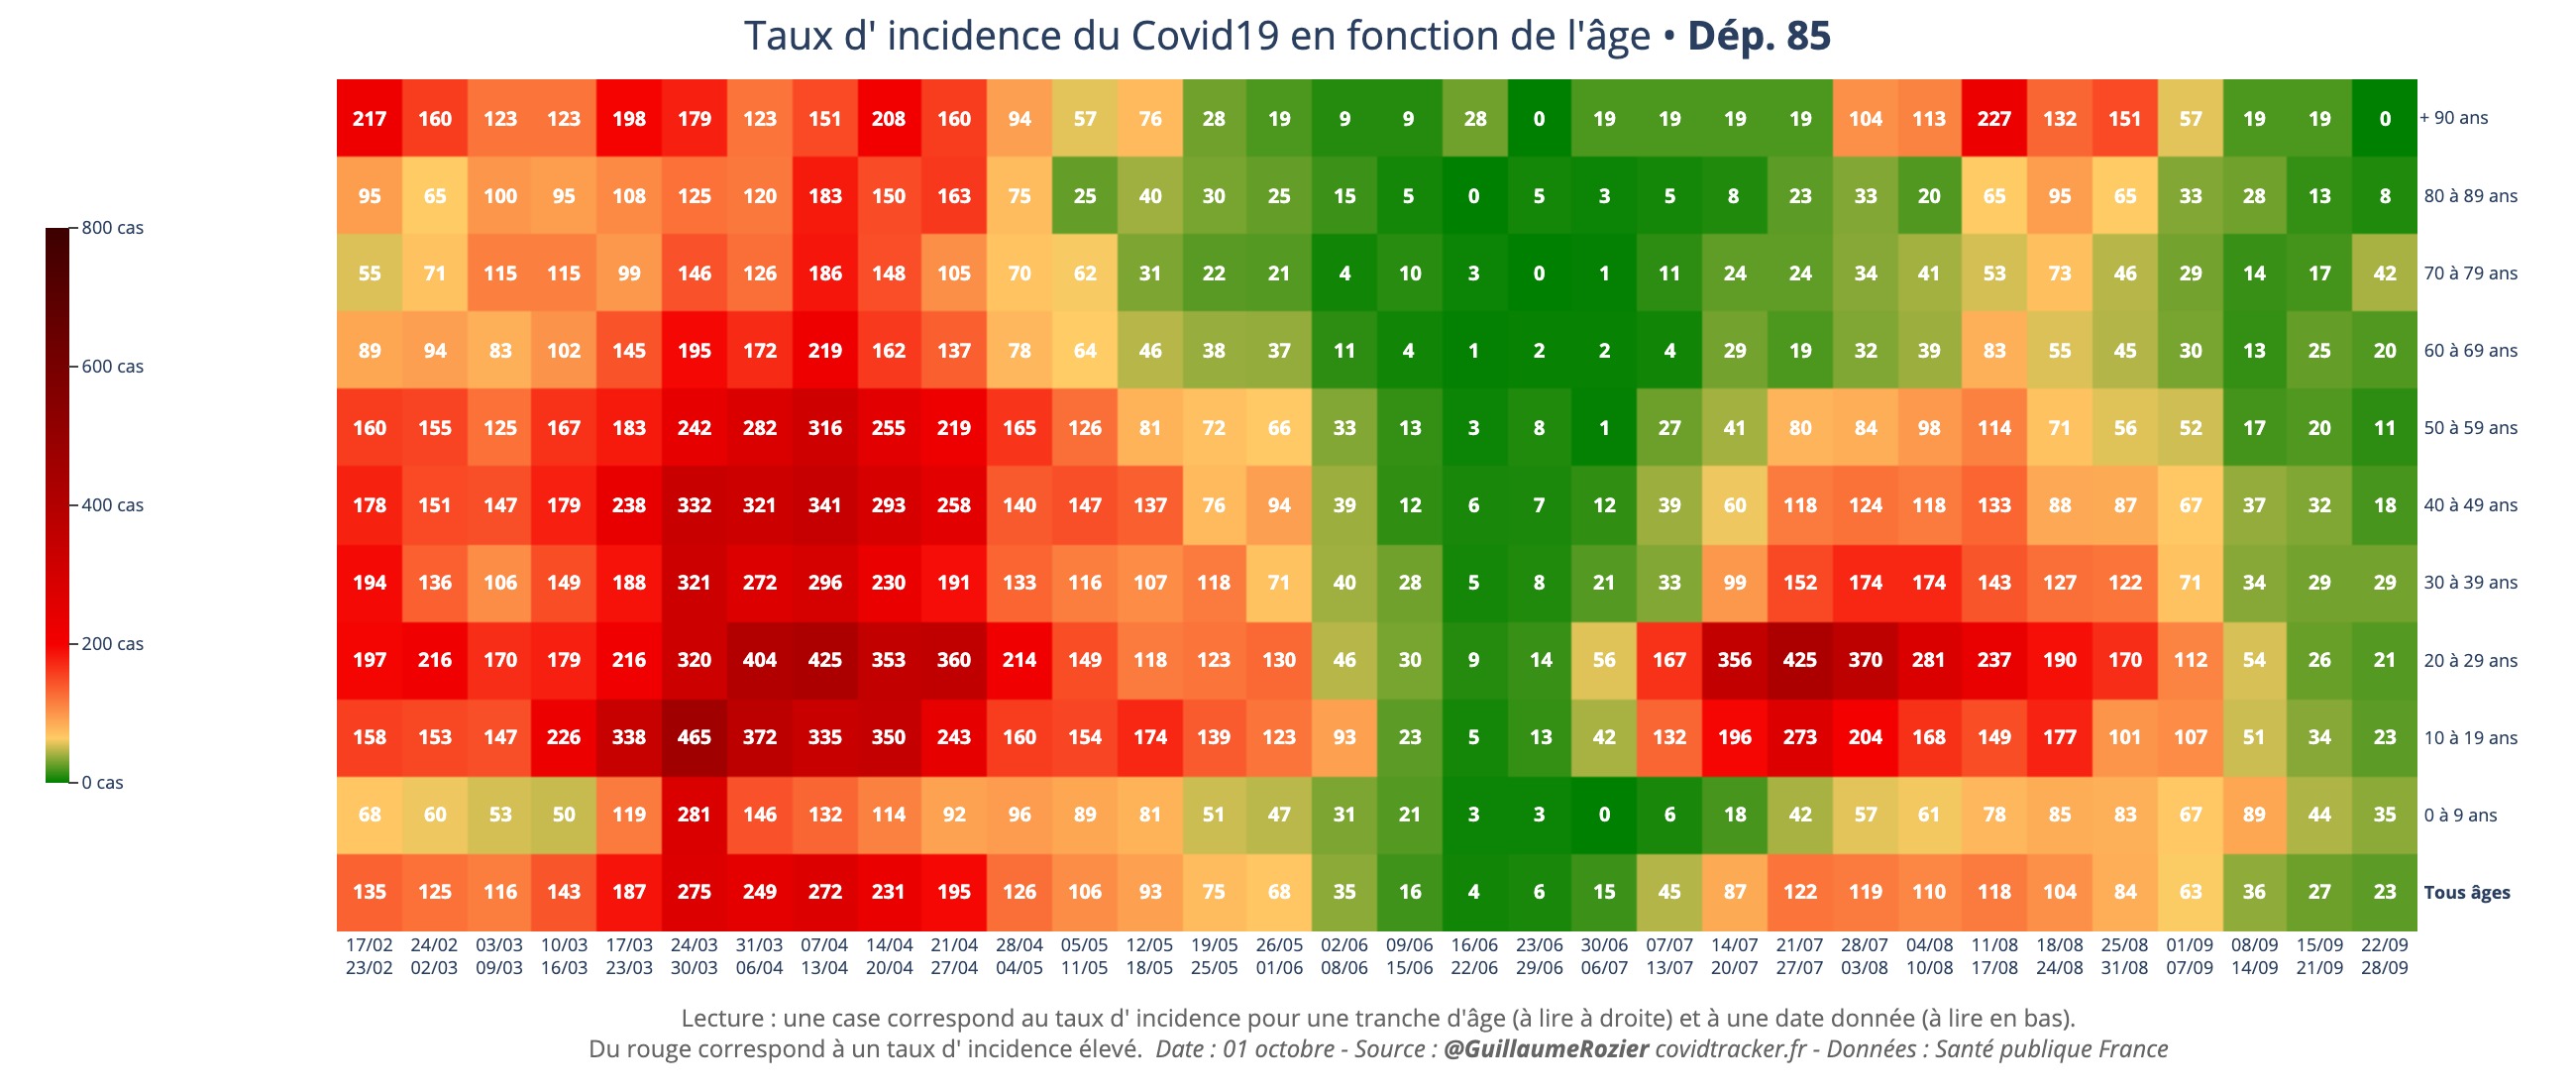 Taux d' incidence du Covid19 en fonction de l'âge • Dép. 85
800 cas
600 cas
400 cas
200 cas
0 cas
217 160 123 123 198 179 123 151 208 160 94 57 76 28 19 9 9 28 0 19 19 19 19 104 113 227 132 151 57 19 19 0 + 90 ans
95 65 100 95 108 125 120 183 150 163 75 25 40 30 25 15 5 0 5 3 5 8 23 33 20 65 95 65 33 28 13 8 80 à 89 ans
55 71 115 115 99 146 126 186 148 105 70 62 31 22 21 4 10 3 0 1 11 24 24 34 41 53 73 46 29 14 17 42 70 à 79 ans
89 94 83 102 145 195 172 219 162 137 78 64 46 38 37 11 4 1 2 2 4 29 19 32 39 83 55 45 30 13 25 20 60 à 69 ans
160 155 125 167 183 242 282 316 255 219 165 126 81 72 66 33 13 3 8 1 27 41 80 84 98 114 71 56 52 17 20 11 50 à 59 ans
178 151 147 179 238 332 321 341 293 258 140 147 137 76 94 39 12 6 7 12 39 60 118 124 118 133 88 87 67 37 32 18 40 à 49 ans
194 136 106 149 188 321 272 296 230 191 133 116 107 118 71 40 28 5 8 21 33 99 152 174 174 143 127 122 71 34 29 29 30 à 39 ans
197 216 170 179 216 320 404 425 353 360 214 149 118 123 130 46 30 9 14 56 167 356 425 370 281 237 190 170 112 54 26 21 20 à 29 ans
158 153 147 226 338 465 372 335 350 243 160 154 174 139 123 93 23 5 13 42 132 196 273 204 168 149 177 101 107 51 34 23 10 à 19 ans
68 60 53 50 119 281 146 132 114 92 96 89 81 51 47 31 21 3 3 0 6 18 42 57 61 78 85 83 67 89 44 35 0 à 9 ans
135 125 116 143 187 275 249 272 231 195 126 106 93 75 68 35 16 4 6 15 45 87 122 119 110 118 104 84 63 36 27 23 Tous âges
17/02 24/02 03/03 10/03 17/03 24/03 31/03 07/04 14/04 21/04 28/04 05/05 12/05 19/05 26/05 02/06 09/06 16/06 23/06 30/06 07/07 14/07 21/07 28/07 04/08 11/08 18/08 25/08 01/09 08/09 15/09 22/09
23/02 02/03 09/03 16/03 23/03 30/03 06/04 13/04 20/04 27/04 04/05 11/05 18/05 25/05 01/06 08/06 15/06 22/06 29/06 06/07 13/07 20/07 27/07 03/08 10/08 17/08 24/08 31/08 07/09 14/09 21/09 28/09
Lecture : une case correspond au taux d' incidence pour une tranche d'âge (à lire à droite) et à une date donnée (à lire en bas).
Du rouge correspond à un taux d' incidence élevé. Date : 01 octobre - Source : @GuillaumeRozier covidtracker.fr - Données : Santé publique France